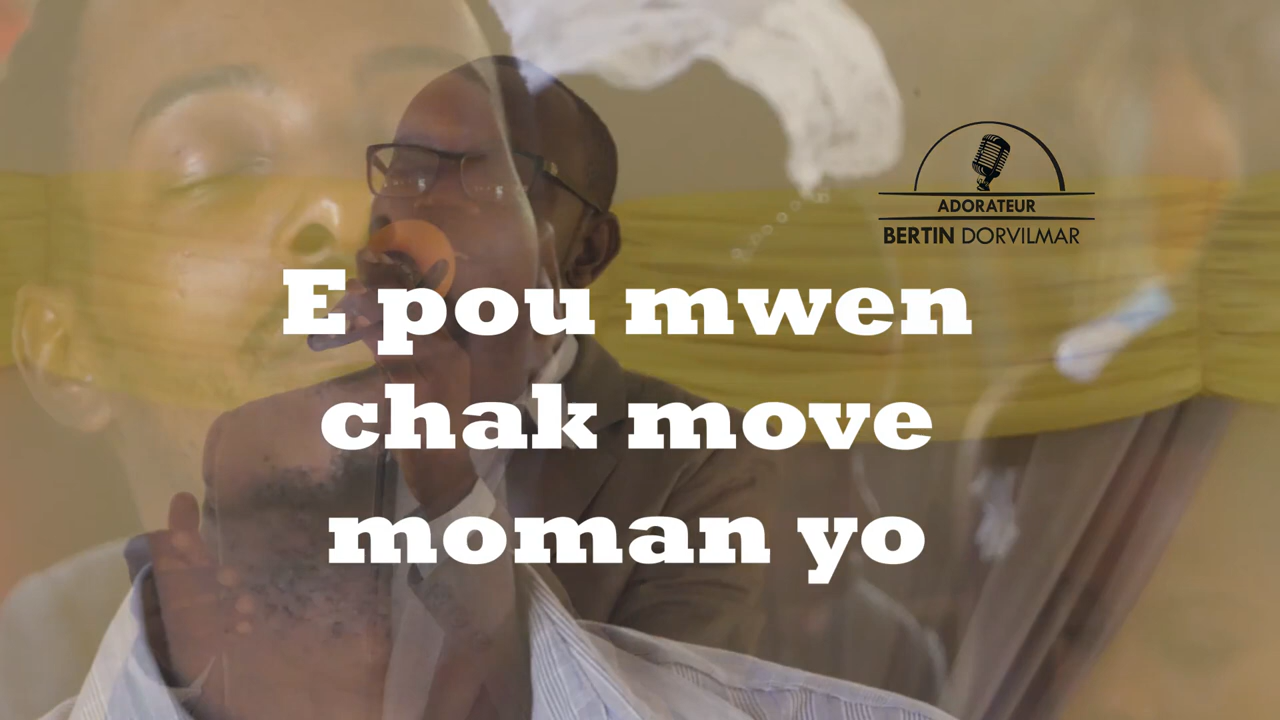 ADORATEUR
BERTIN DORVILMAR
E pou mwen
chak move
moman yo